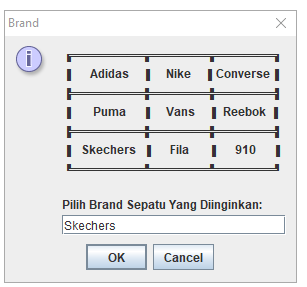 Brand
Adidas Nike Converse
Puma Vans Reebok
Skechers Fila 910
Pilih Brand Sepatu Yang Diinginkan:
Skechers
OK Cancel